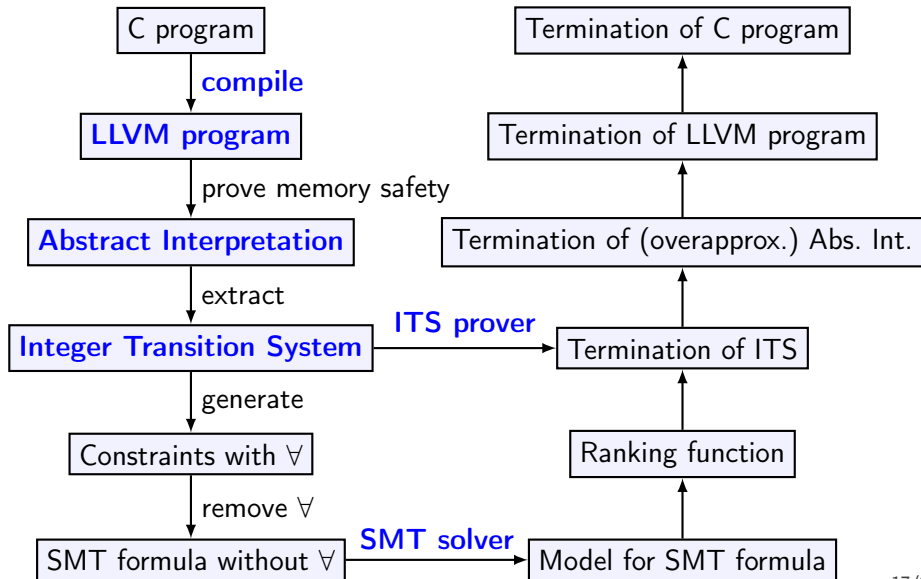 C program
compile
LLVM program
prove memory safety
Abstract Interpretation
extract
Integer Transition System
generate
Constraints with ∀
remove ∀
SMT formula without ∀
ITS prover
SMT solver
Termination of C program
Termination of LLVM program
Termination of (overapprox.) Abs. Int.
Termination of ITS
Ranking function
Model for SMT formula